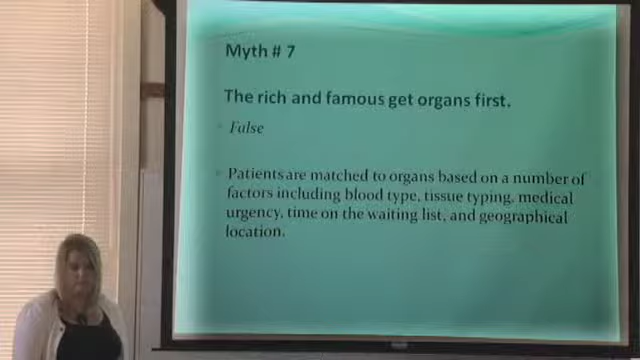 Myth # 7
The rich and famous get organs first.
False
Patients are matched to organs based on a number of
factors including blood type, tissue typing, medical
urgency, time on the waiting list, and geographical
location.